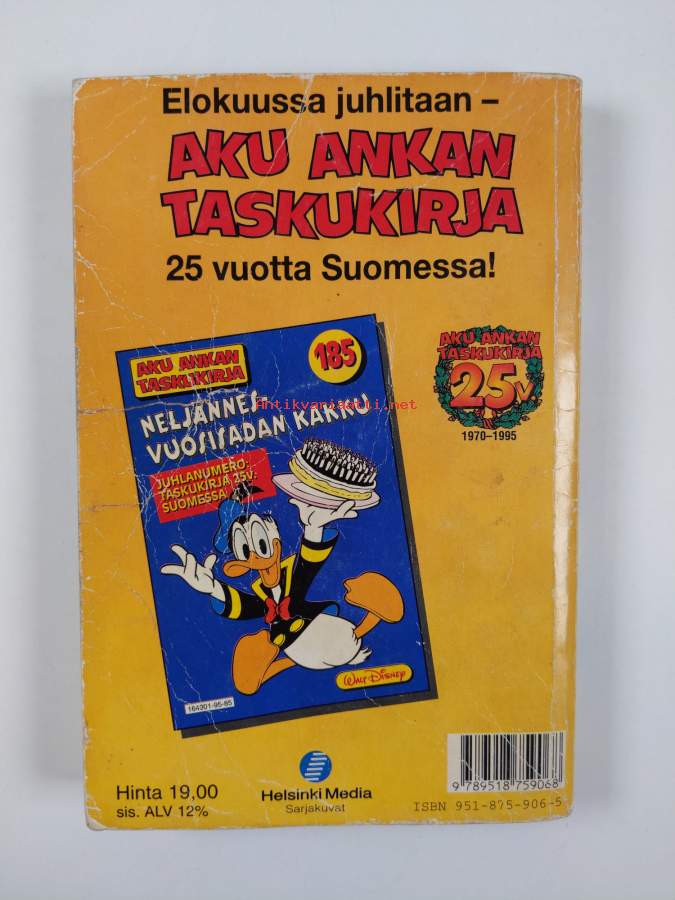 Elokuussa juhlitaan –
AKU ANKAN
TASKUKIRJA
25 vuotta Suomessa!
AKU ANKAN
TASKUKIRJA
185
NELJÄNNES-
VUOSISADAN KAKKU
JUHLANUMERO:
TASKUKIRJA 25V.
SUOMESSA!
WALT DISNEY
164301-95-85
AKU ANKAN
TASKUKIRJA
25V
1970–1995
Antikvariaatti.net
Hinta 19,00
sis. ALV 12%
Helsinki Media
Sarjakuvat
9 789518 759068
ISBN 951-875-906-5